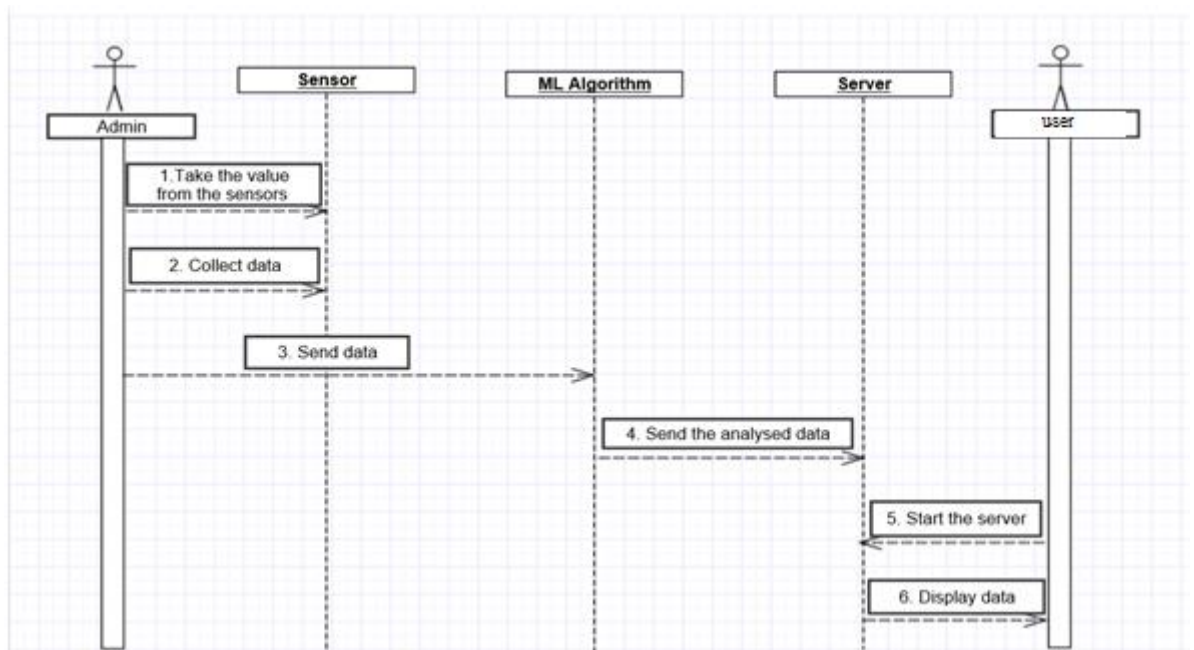 Sensor
ML Algorithm
Server
Admin
user
1.Take the value
from the sensors
2. Collect data
3. Send data
4. Send the analysed data
5. Start the server
6. Display data